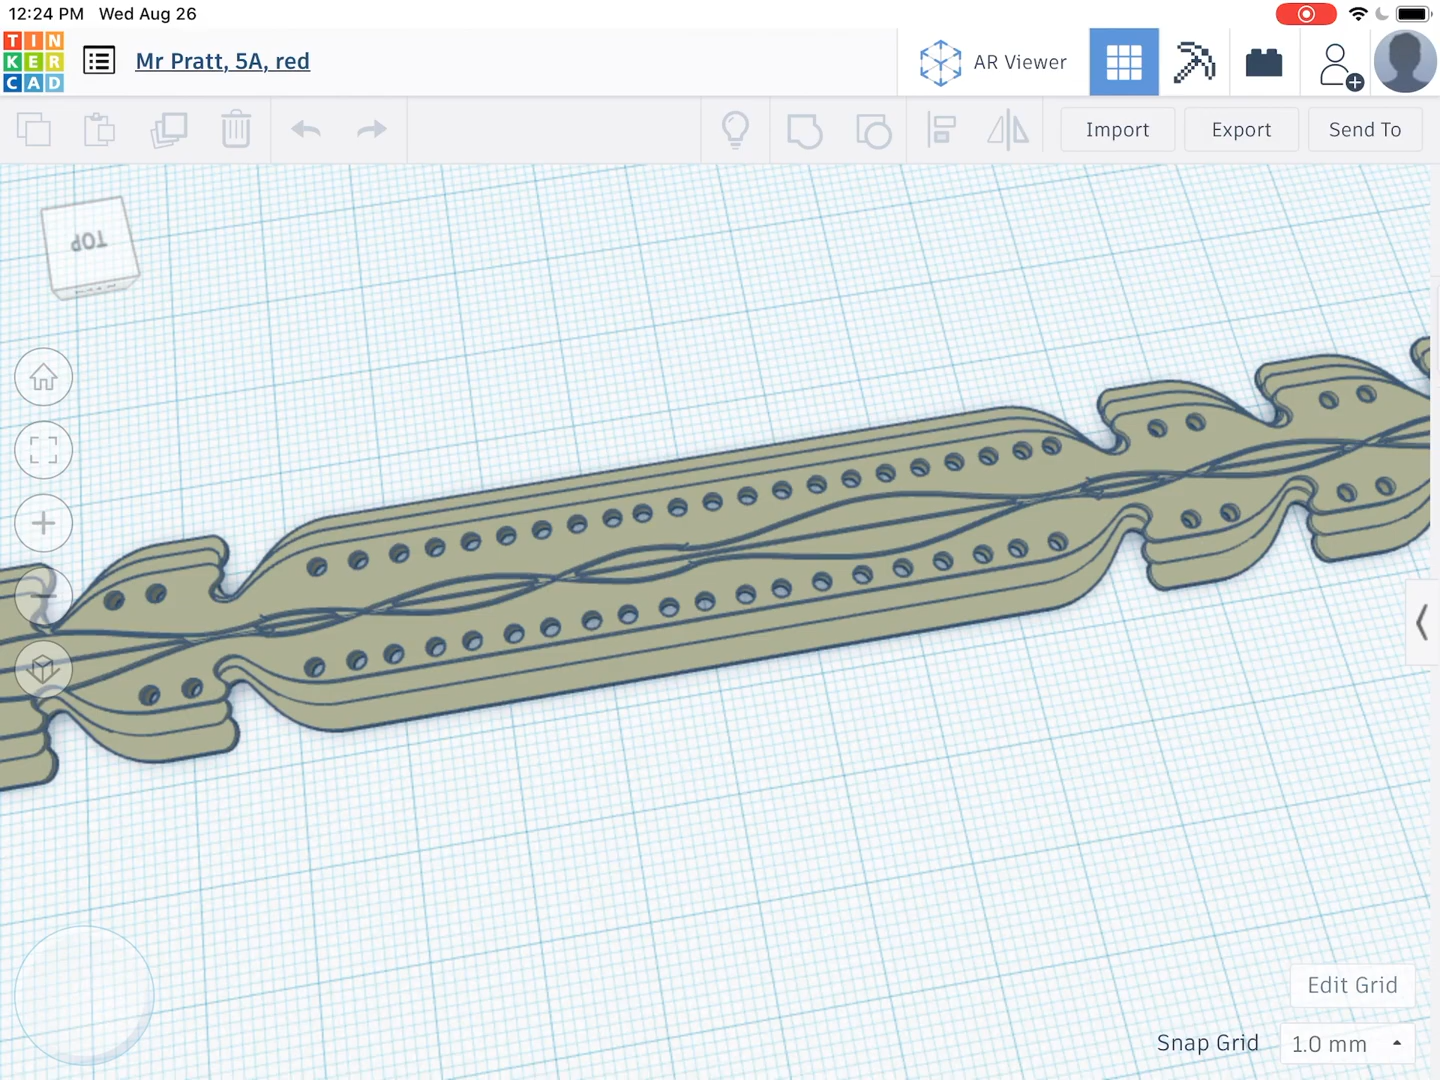 12:24 PM Wed Aug 26
TIN
KER
CAD
Mr Pratt, 5A, red
AR Viewer
Import
Export
Send To
TOP
Edit Grid
Snap Grid
1.0 mm